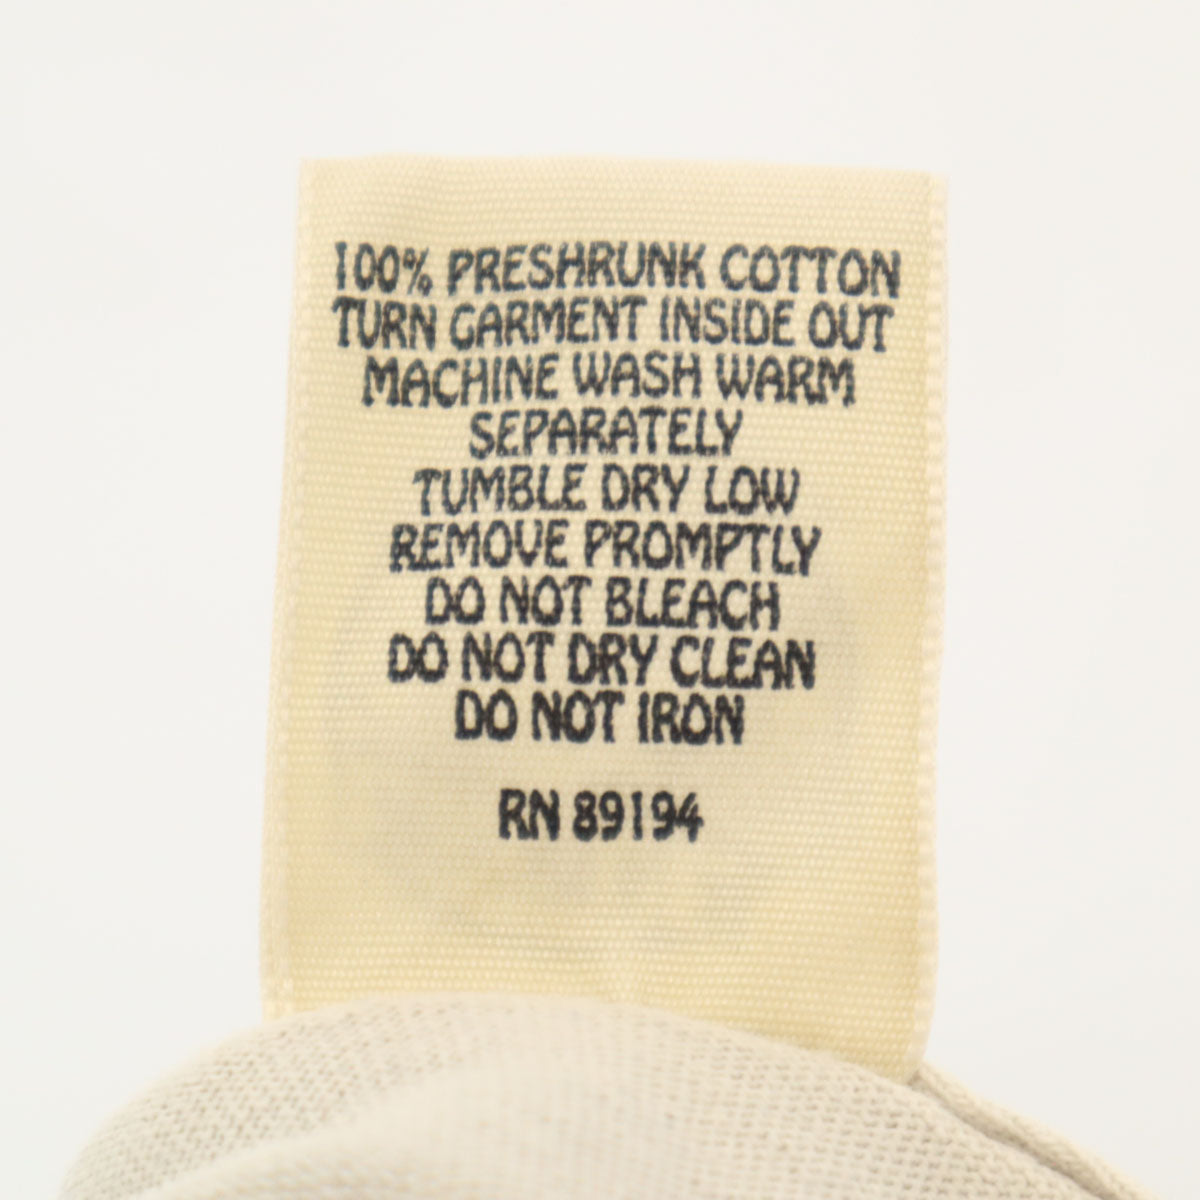 100% PRESHRUNK COTTON
TURN GARMENT INSIDE OUT
MACHINE WASH WARM
SEPARATELY
TUMBLE DRY LOW
REMOVE PROMPTLY
DO NOT BLEACH
DO NOT DRY CLEAN
DO NOT IRON
RN 89194